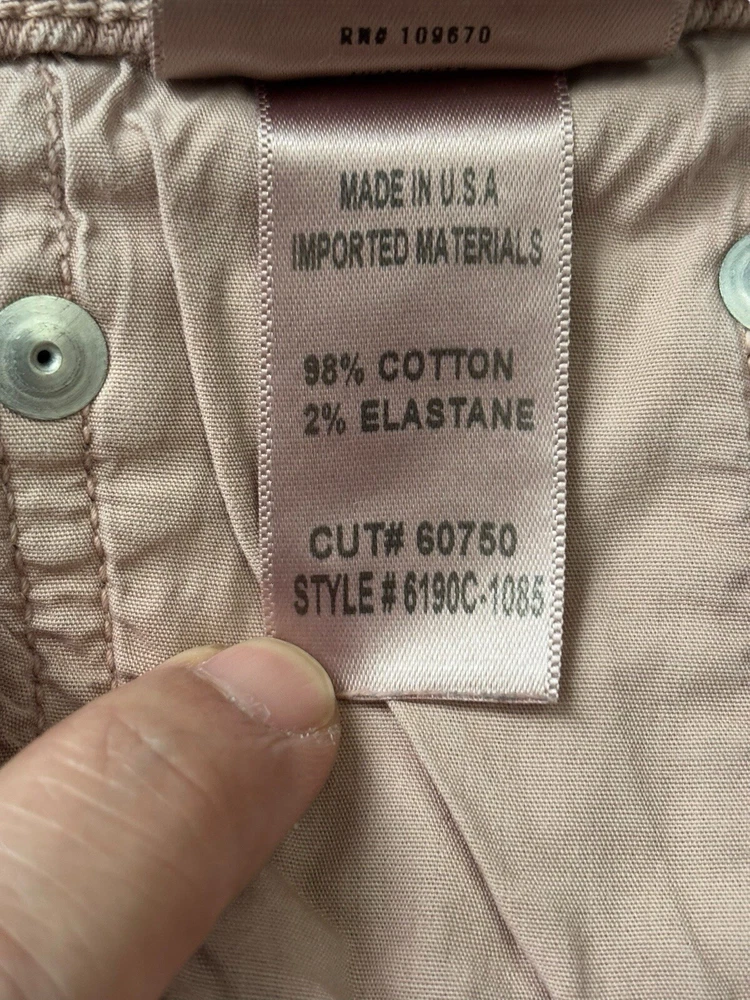 RN# 109670
MADE IN U.S.A
IMPORTED MATERIALS
98% COTTON
2% ELASTANE
CUT# 60750
STYLE # 6190C-1085